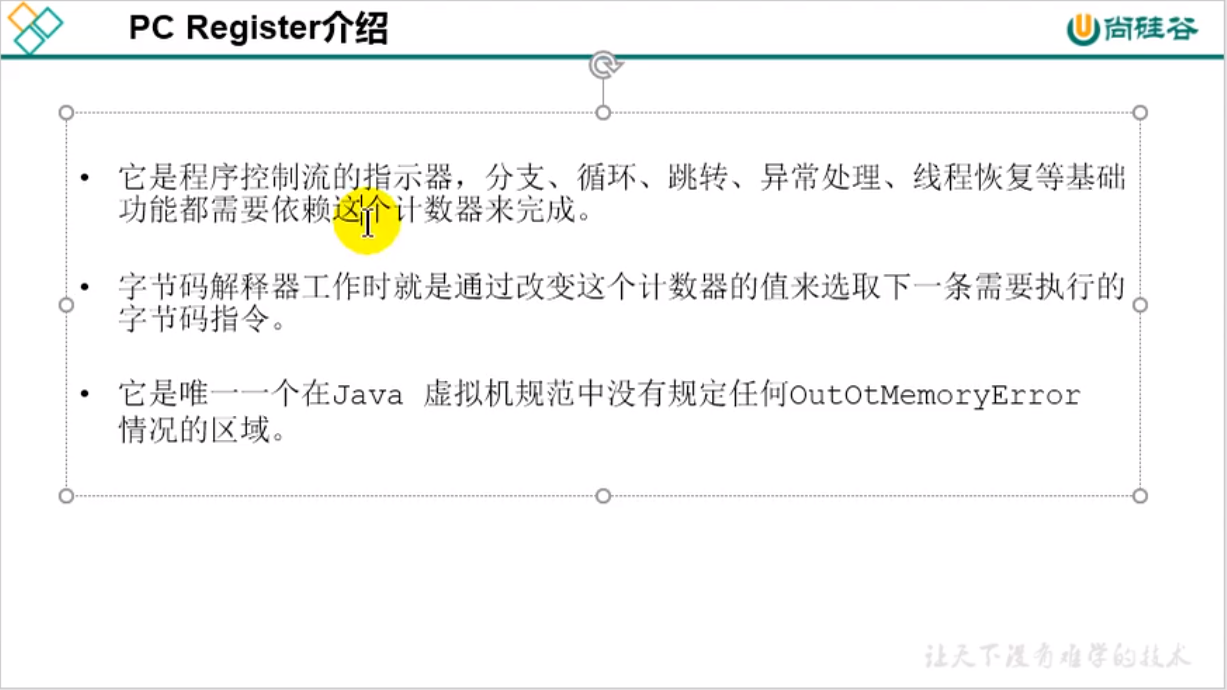 PC Register介绍
尚硅谷
• 它是程序控制流的指示器，分支、循环、跳转、异常处理、线程恢复等基础
功能都需要依赖这个计数器来完成。
• 字节码解释器工作时就是通过改变这个计数器的值来选取下一条需要执行的
字节码指令。
• 它是唯一一个在Java 虚拟机规范中没有规定任何OutOtMemoryError
情况的区域。
让天下没有难学的技术